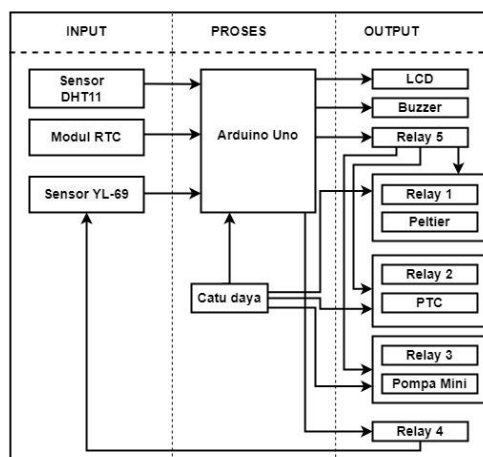 INPUT
PROSES
OUTPUT
Sensor
DHT11
Modul RTC
Sensor YL-69
Arduino Uno
Catu daya
LCD
Buzzer
Relay 5
Relay 1
Peltier
Relay 2
PTC
Relay 3
Pompa Mini
Relay 4